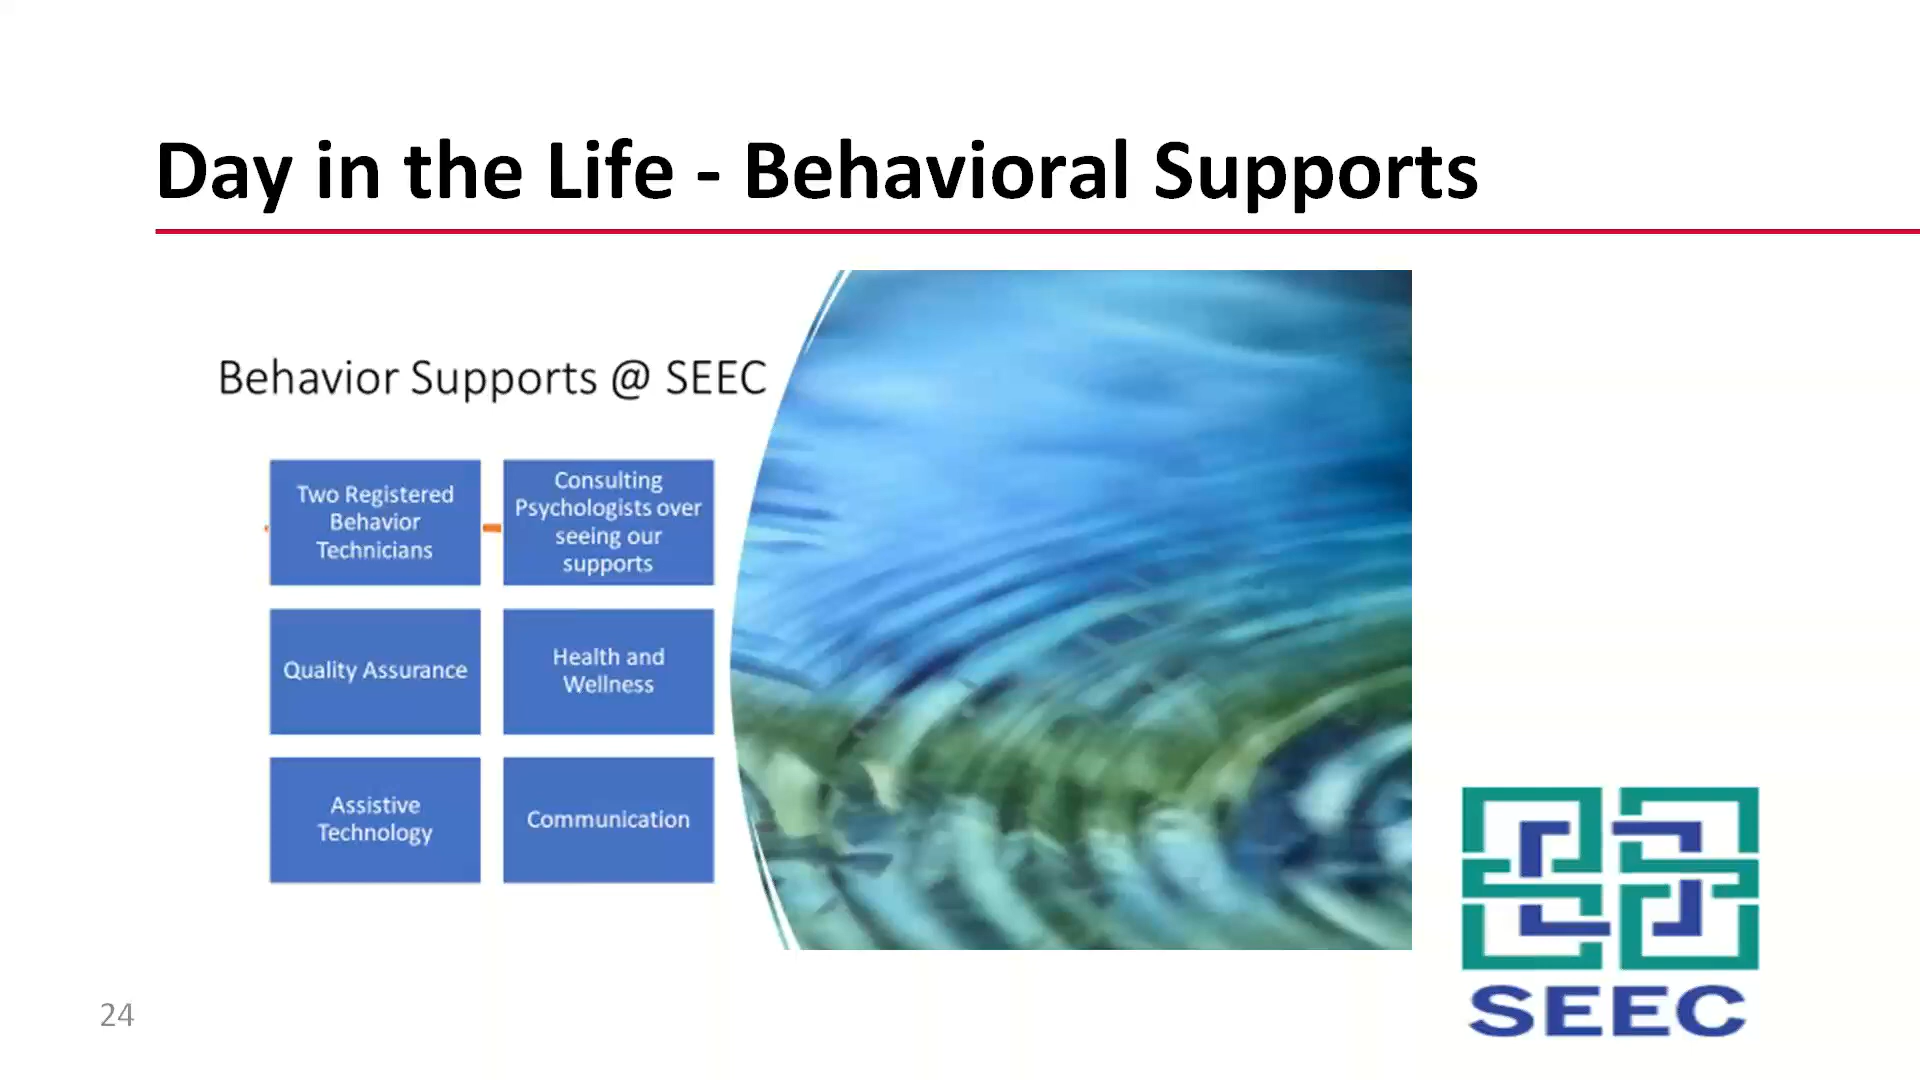 Day in the Life - Behavioral Supports
Behavior Supports @ SEEC
Two Registered
Behavior
Technicians
Consulting
Psychologists over
seeing our
supports
Quality Assurance
Health and
Wellness
Assistive
Technology
Communication
SEEC
24